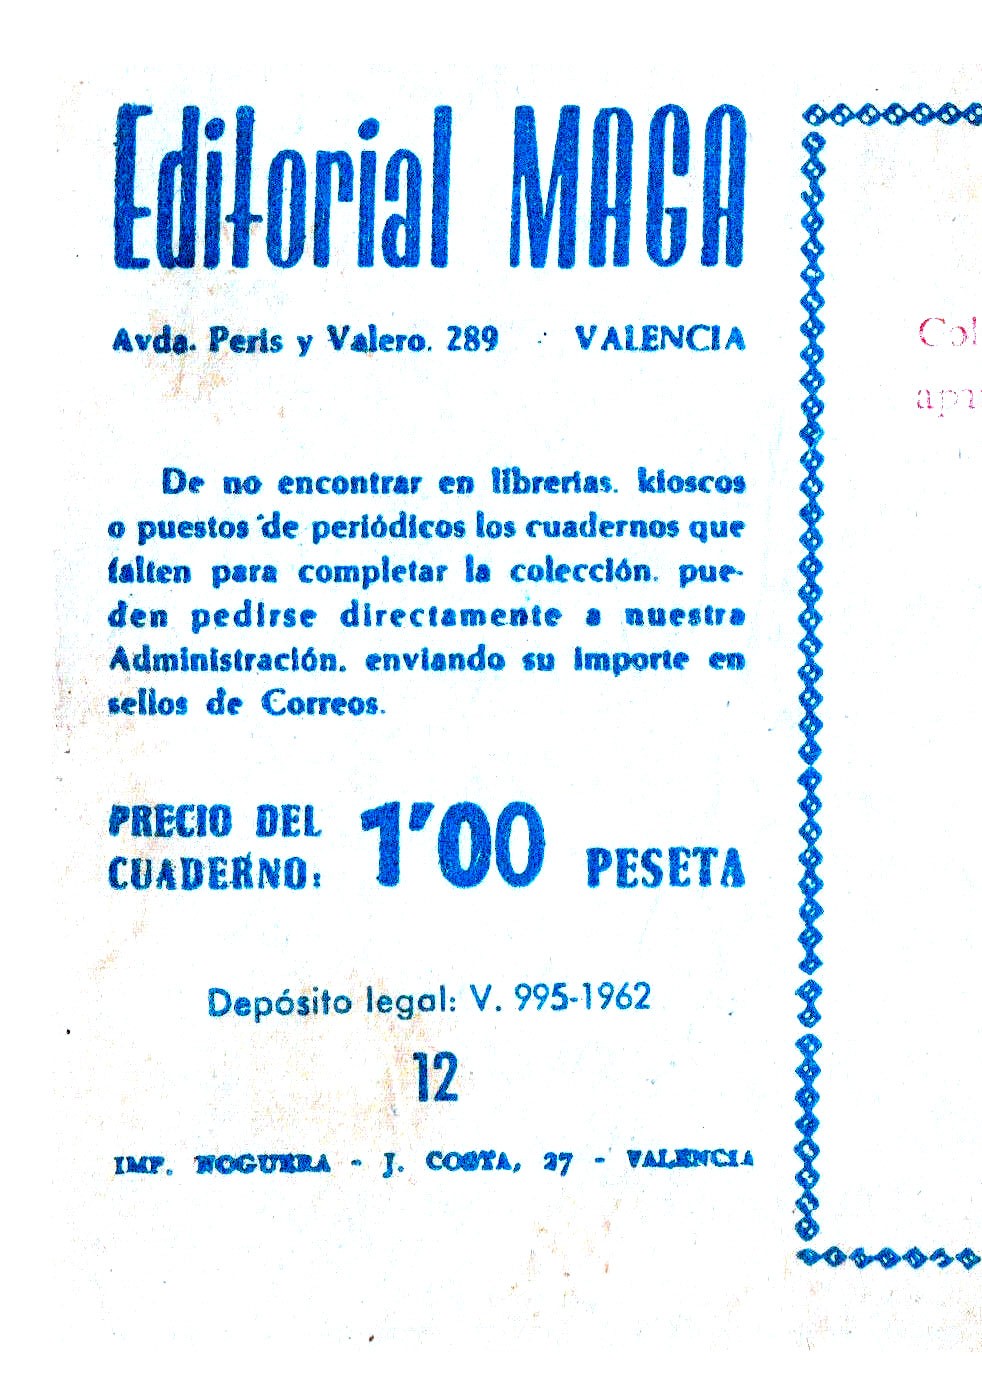 Editorial MAGA
Avda. Peris y Valero. 289 · VALENCIA
De no encontrar en librerías. kioscos
o puestos de periódicos los cuadernos que
falten para completar la colección. pue-
den pedirse directamente a nuestra
Administración. enviando su importe en
sellos de Correos.
PRECIO DEL
CUADERNO: 1'00 PESETA
Depósito legal: V. 995-1962
12
IMP. NOGUERA - J. COSTA, 27 - VALENCIA
Col